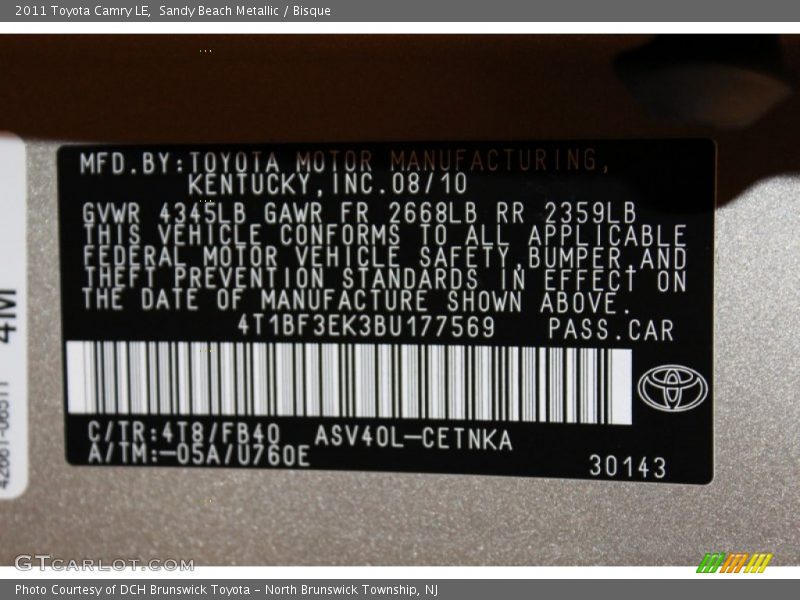 2011 Toyota Camry LE, Sandy Beach Metallic / Bisque
MFD.BY:TOYOTA MOTOR MANUFACTURING,
KENTUCKY,INC.08/10
GVWR 4345LB GAWR FR 2668LB RR 2359LB
THIS VEHICLE CONFORMS TO ALL APPLICABLE
FEDERAL MOTOR VEHICLE SAFETY,BUMPER,AND
THEFT PREVENTION STANDARDS IN EFFECT ON
THE DATE OF MANUFACTURE SHOWN ABOVE.
4T1BF3EK3BU177569 PASS.CAR
C/TR:4T8/FB40 ASV40L-CETNKA
A/TM:-05A/U760E
30143
4M
GTCARLOT.COM
Photo Courtesy of DCH Brunswick Toyota - North Brunswick Township, NJ